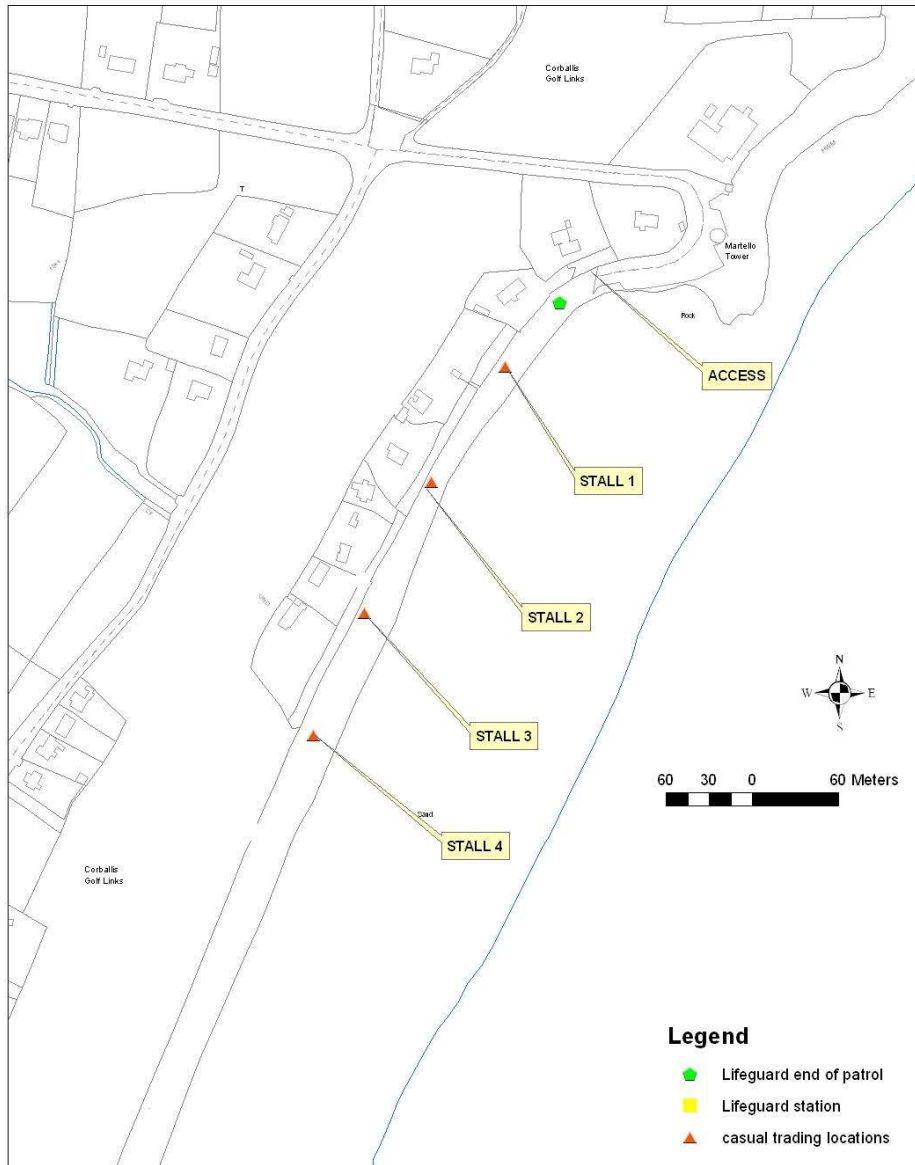 Corballis
Golf Links
HWM
T
Martello
Tower
Rock
ACCESS
STALL 1
STALL 2
STALL 3
N
W E
S
60 30 0 60 Meters
Sand
STALL 4
Corballis
Golf Links
Legend
Lifeguard end of patrol
Lifeguard station
casual trading locations